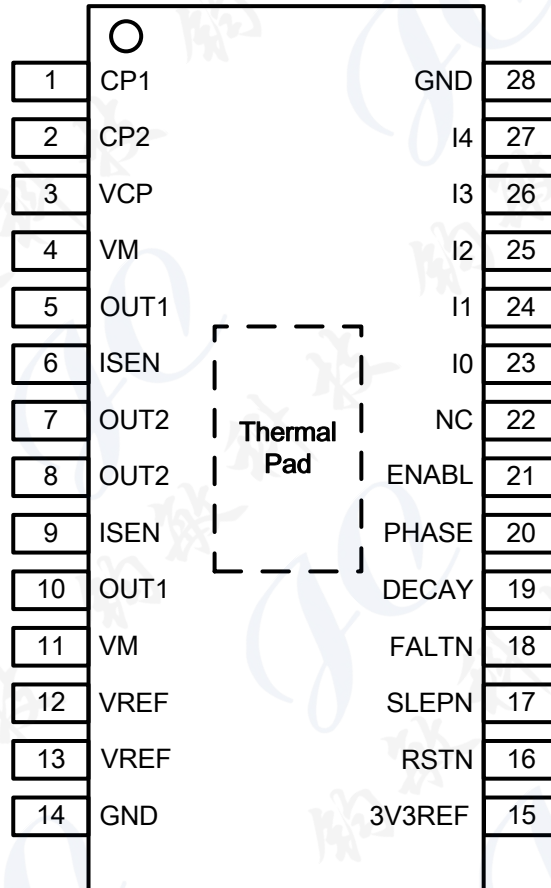 1 CP1 GND 28
2 CP2 I4 27
3 VCP I3 26
4 VM I2 25
5 OUT1 I1 24
6 ISEN I0 23
7 OUT2 NC 22
8 OUT2 ENABL 21
9 ISEN PHASE 20
10 OUT1 DECAY 19
11 VM FALTN 18
12 VREF SLEPN 17
13 VREF RSTN 16
14 GND 3V3REF 15
Thermal
Pad